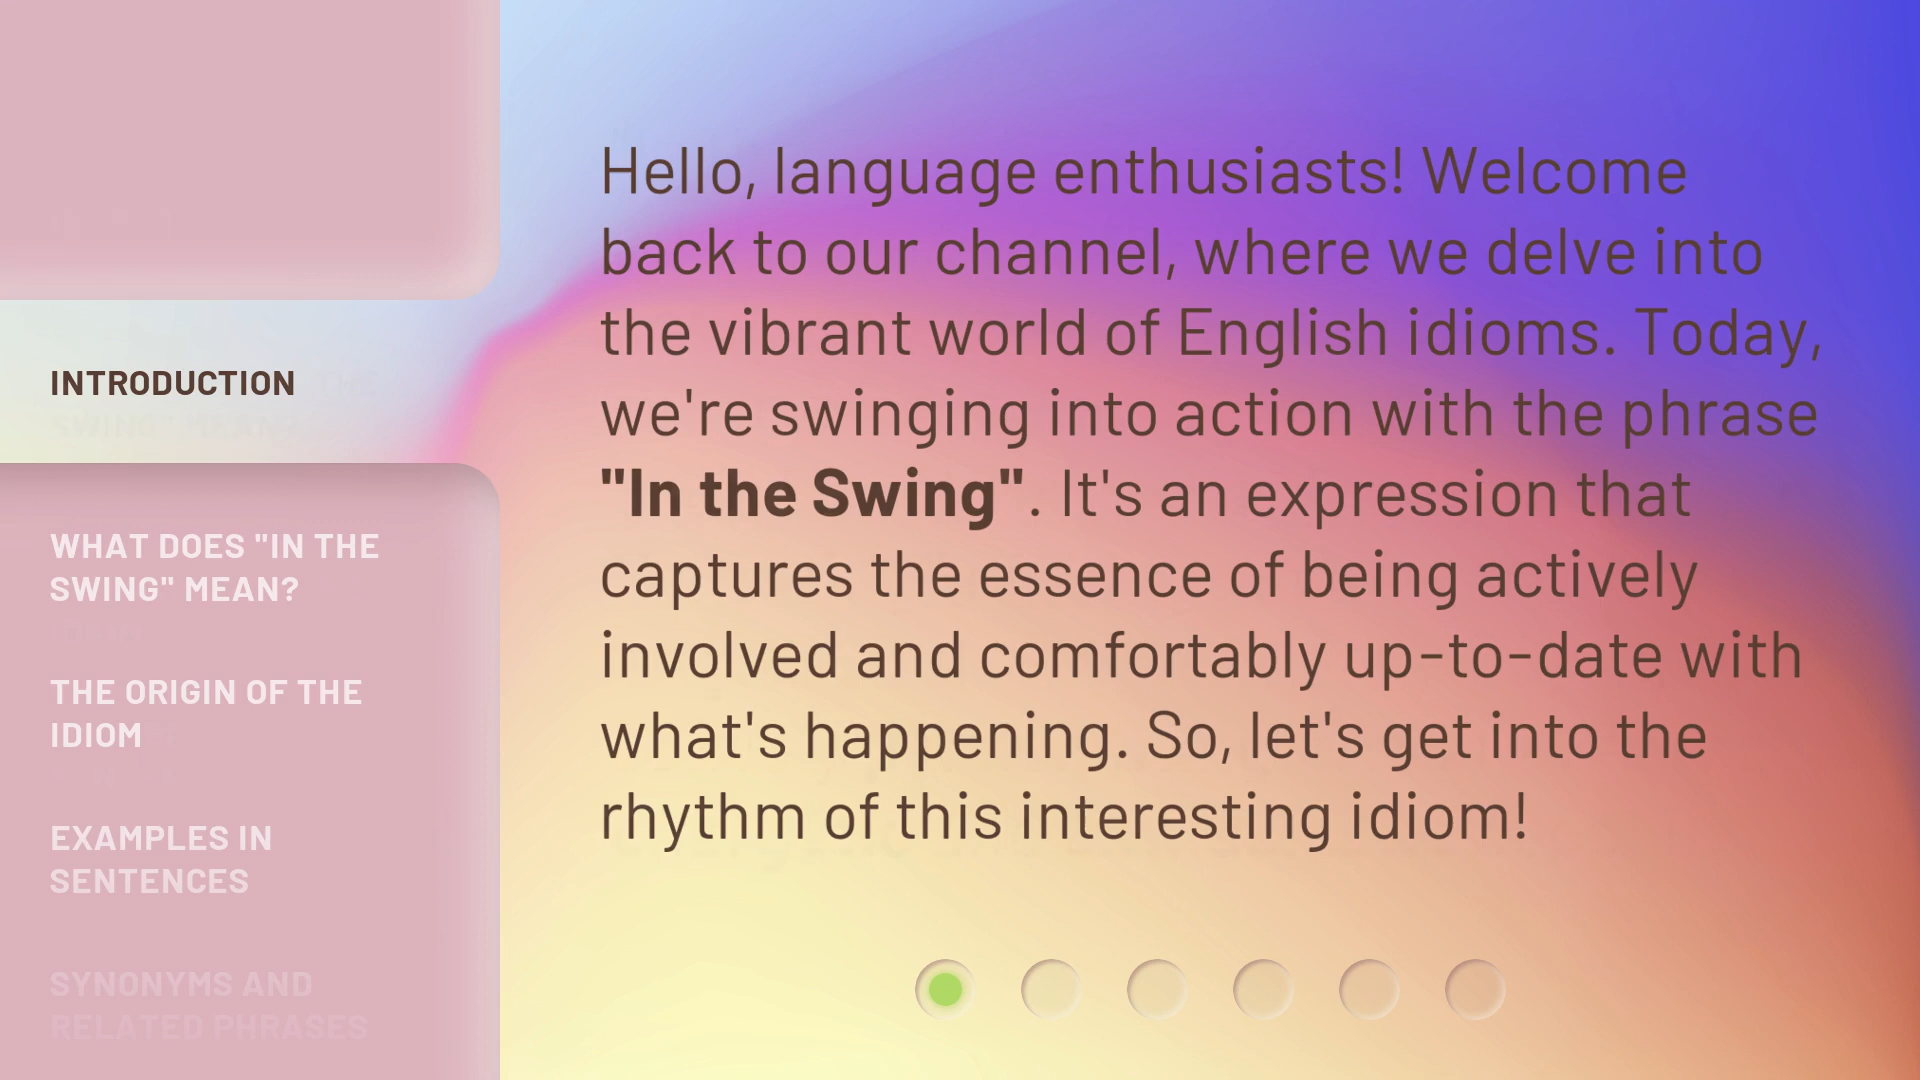 INTRODUCTION
WHAT DOES "IN THE
SWING" MEAN?
THE ORIGIN OF THE
IDIOM
EXAMPLES IN
SENTENCES
SYNONYMS AND
RELATED PHRASES
Hello, language enthusiasts! Welcome
back to our channel, where we delve into
the vibrant world of English idioms. Today,
we're swinging into action with the phrase
"In the Swing". It's an expression that
captures the essence of being actively
involved and comfortably up-to-date with
what's happening. So, let's get into the
rhythm of this interesting idiom!